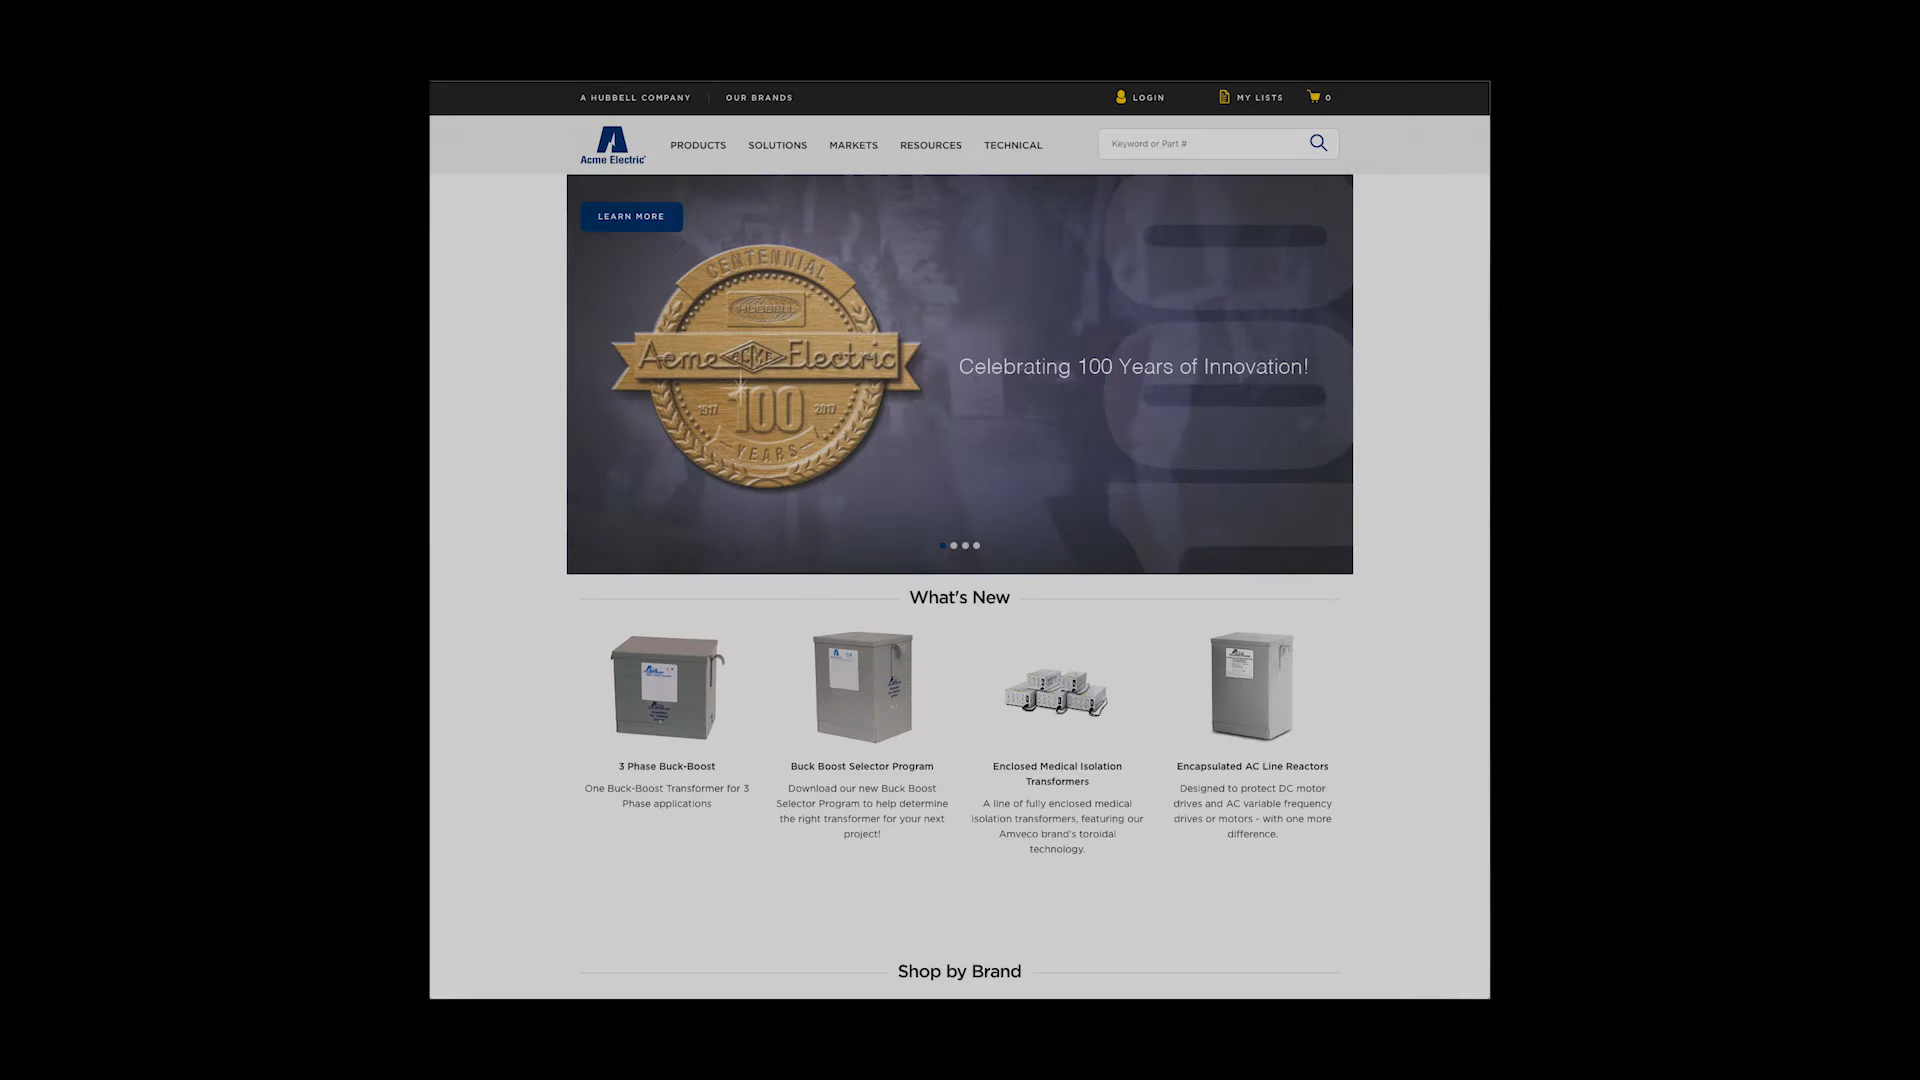 A HUBBELL COMPANY | OUR BRANDS
LOGIN
MY LISTS
0
Acme Electric
PRODUCTS
SOLUTIONS
MARKETS
RESOURCES
TECHNICAL
Keyword or Part #
LEARN MORE
CENTENNIAL
HUBBELL
Acme ACME Electric
1917 100 2017
YEARS
Celebrating 100 Years of Innovation!
What's New
3 Phase Buck-Boost
One Buck-Boost Transformer for 3
Phase applications
Buck Boost Selector Program
Download our new Buck Boost
Selector Program to help determine
the right transformer for your next
project!
Enclosed Medical Isolation
Transformers
A line of fully enclosed medical
isolation transformers, featuring our
Amveco brand's toroidal
technology.
Encapsulated AC Line Reactors
Designed to protect DC motor
drives and AC variable frequency
drives or motors - with one more
difference.
Shop by Brand